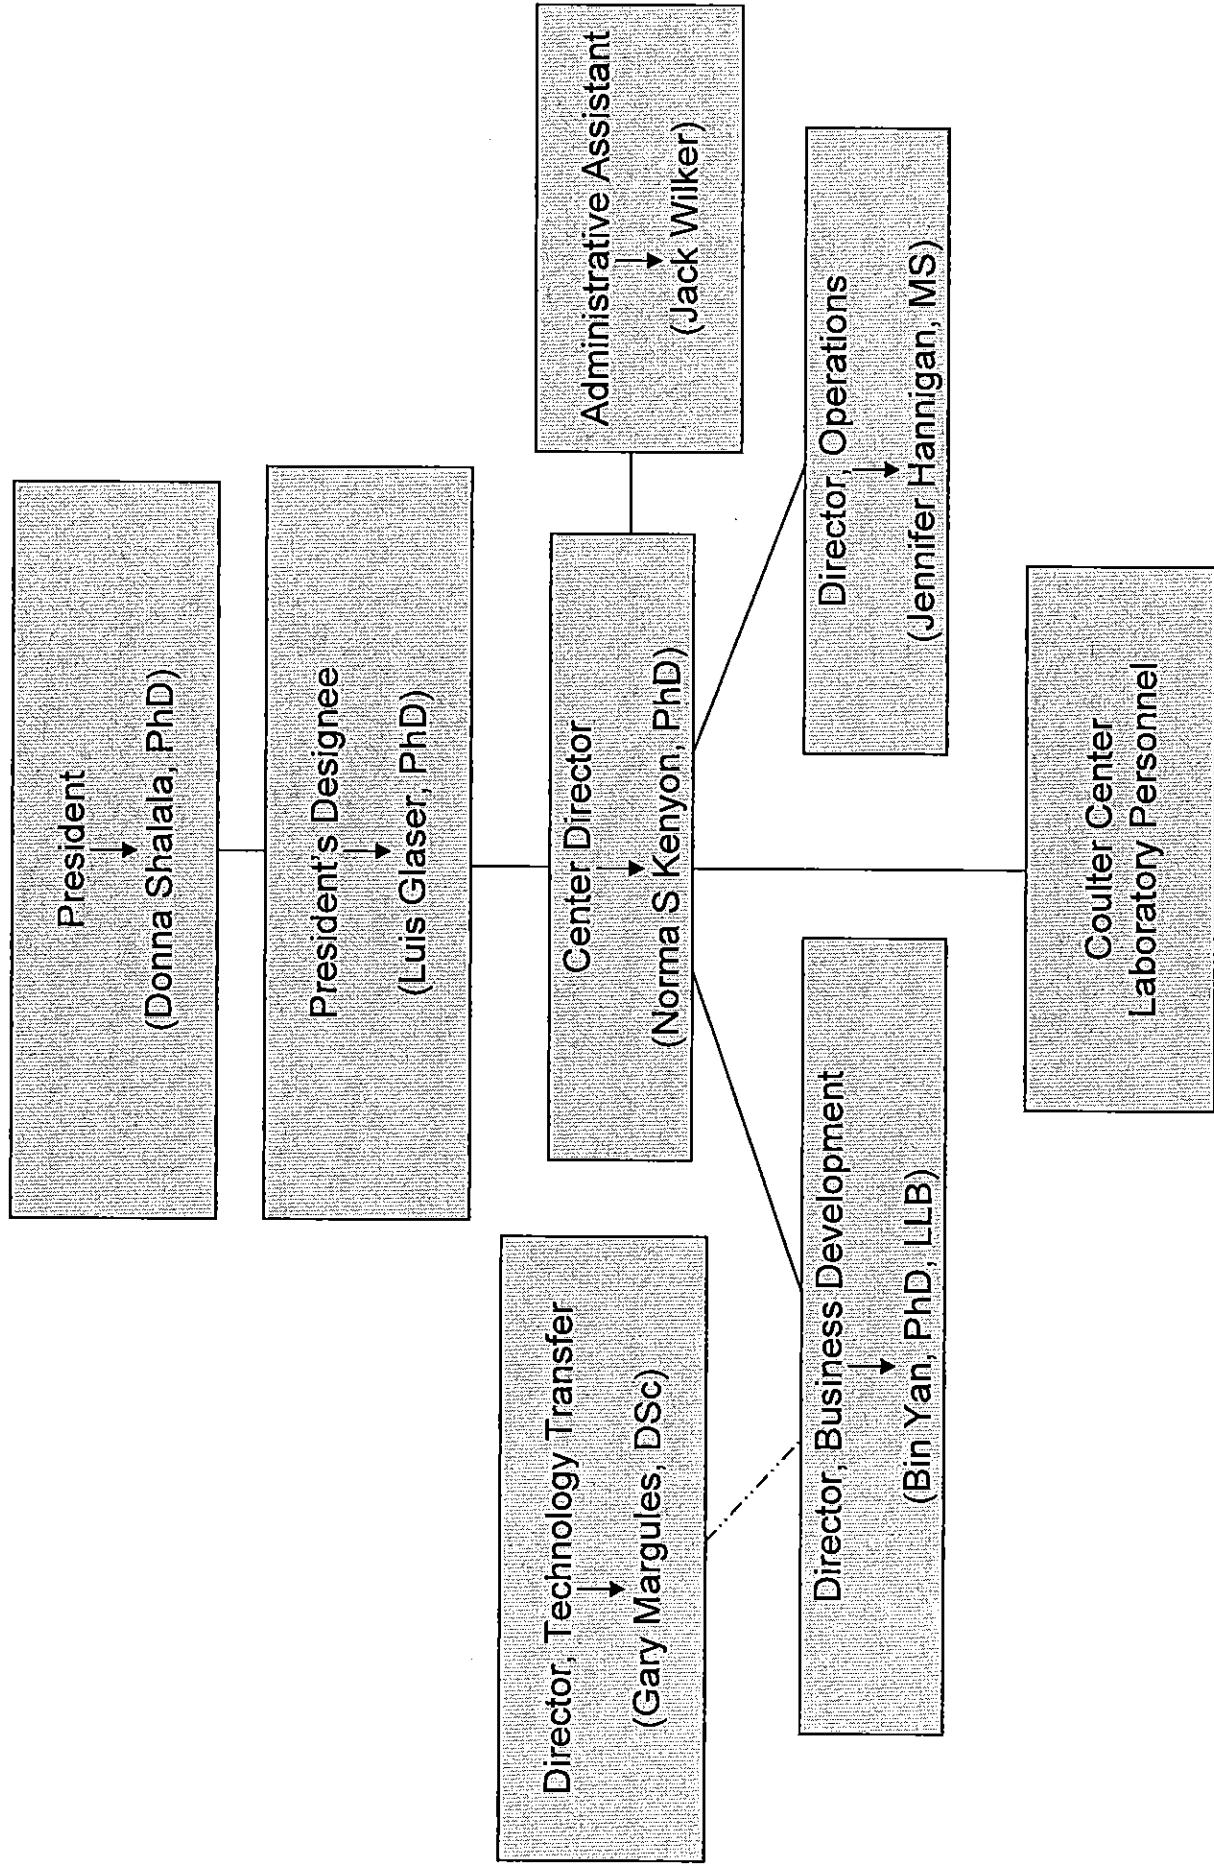 President
(Donna Shalala, PhD)
President's Designee
(Luis Glaser, PhD)
Director, Technology Transfer
(Gary Margules, DSc)
Center Director
(Norma S Kenyon, PhD)
Administrative Assistant
(Jack Wilker)
Director, Business Development
(Bin Yan, PhD, LLB)
Director, Operations
(Jennifer Hannigan, MS)
Coulter Center
Laboratory Personnel